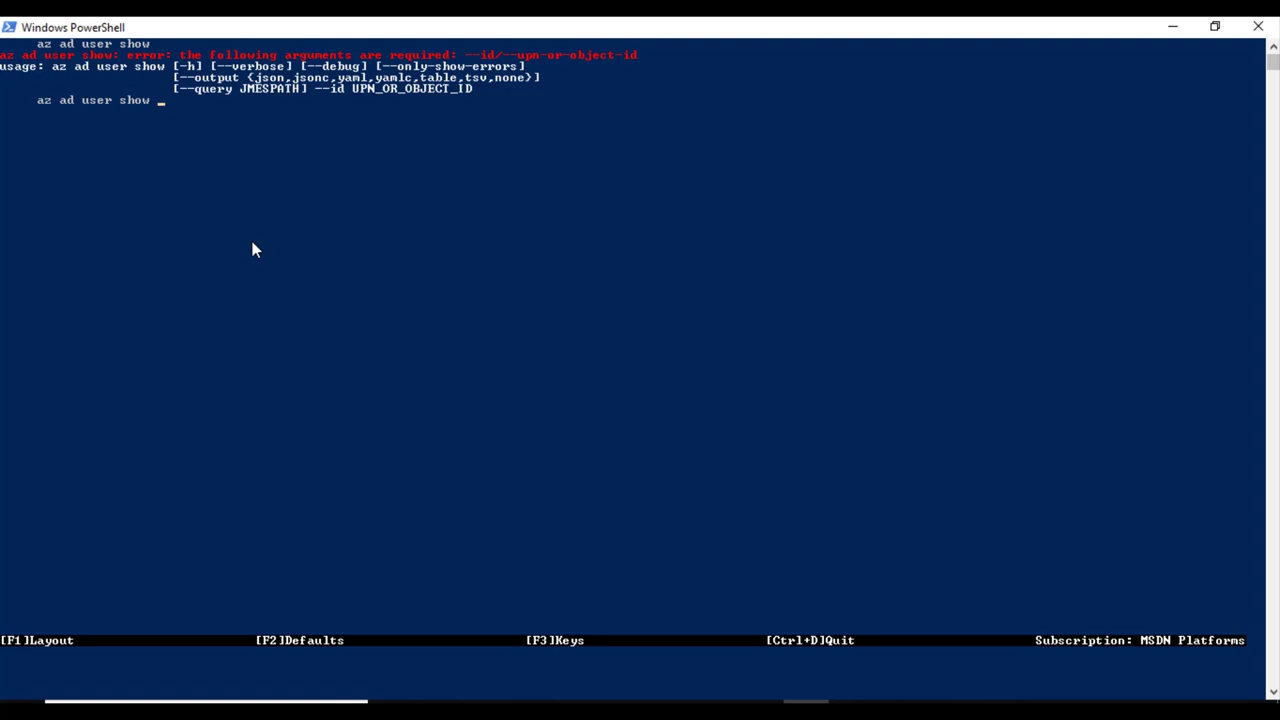 Windows PowerShell
az ad user show
az ad user show: error: the following arguments are required: --id/--upn-or-object-id
usage: az ad user show [-h] [--verbose] [--debug] [--only-show-errors]
[--output {json,jsonc,yaml,yamlc,table,tsv,none}]
[--query JMESPATH] --id UPN_OR_OBJECT_ID
az ad user show _
[F1]Layout [F2]Defaults [F3]Keys [Ctrl+D]Quit Subscription: MSDN Platforms